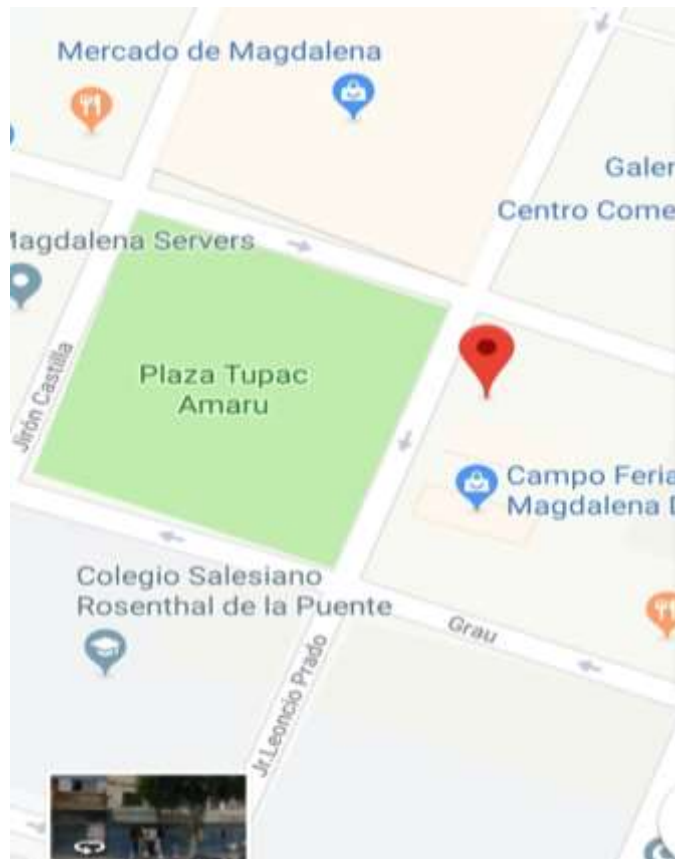 Mercado de Magdalena
Galer
Centro Come
Magdalena Servers
Plaza Tupac
Amaru
Jirón Castilla
Campo Feria
Magdalena D
Colegio Salesiano
Rosenthal de la Puente
Grau
Jr.Leoncio Prado